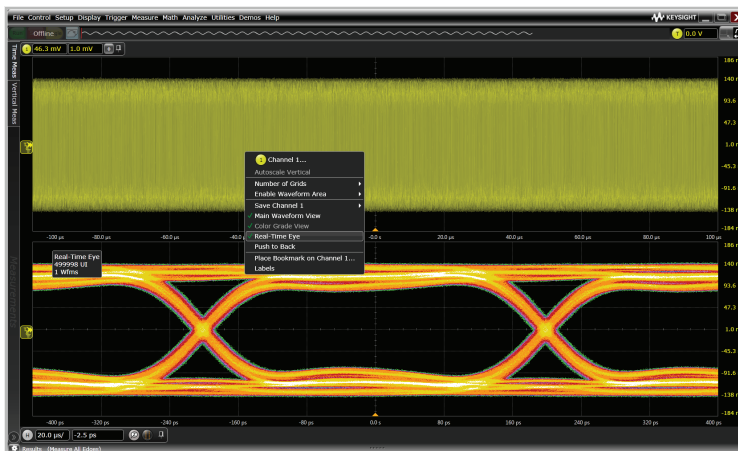 File Control Setup Display Trigger Measure Math Analyze Utilities Demos Help
KEYSIGHT
Offline
T 0.0 V
1 46.3 mV 1.0 mV
Time Meas
Vertical Meas
186 m
140 m
93.6
47.3
1.0 m
-45.3
-91.6
-138 m
-184 m
1 Channel 1...
Autoscale Vertical
Number of Grids
Enable Waveform Area
Save Channel 1
Main Waveform View
Color Grade View
Real-Time Eye
Push to Back
Place Bookmark on Channel 1...
Labels
-100 µs -80.0 µs -60.0 µs -40.0 0.0 s 20.0 µs 40.0 µs 60.0 µs 80.0 µs 100 µs
Real-Time Eye
499998 UI
1 Wfms
186 m
140 m
93.6
47.3
1.0 m
-45.3
-91.6
-138 m
-184 m
-400 ps -320 ps -240 ps -160 ps -80 ps 0.0 s 80 ps 160 ps 240 ps 320 ps 400 ps
H 20.0 µs/ -2.5 ps
Results (Measure All Edges)